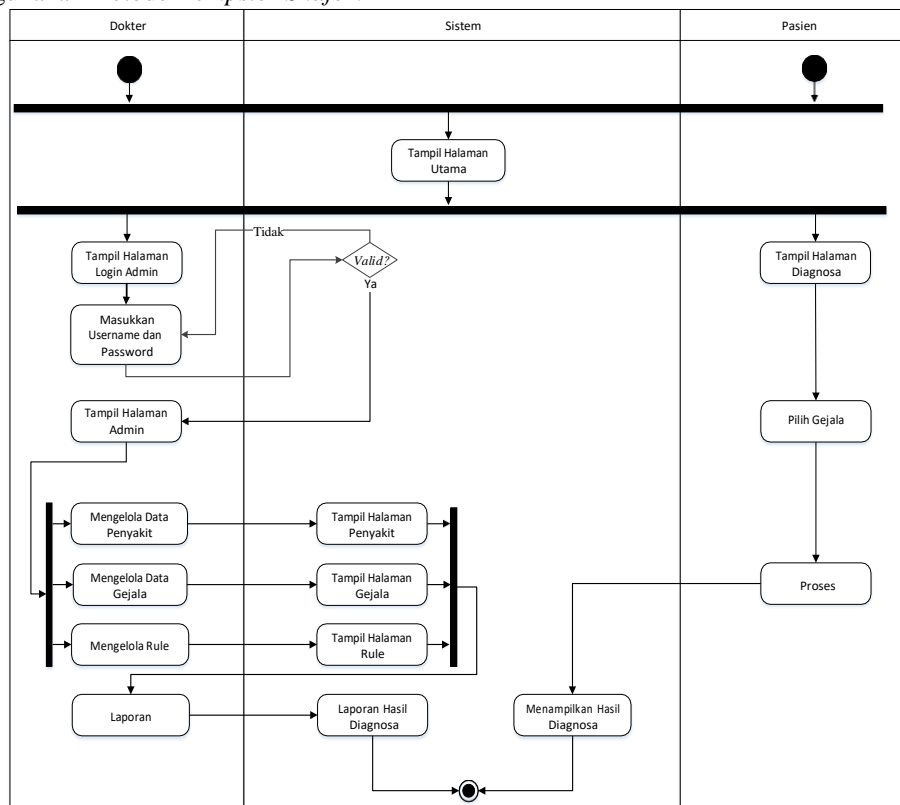 Dokter
Sistem
Pasien
Tampil Halaman
Utama
Tidak
Valid?
Ya
Tampil Halaman
Login Admin
Masukkan
Username dan
Password
Tampil Halaman
Diagnosa
Tampil Halaman
Admin
Pilih Gejala
Mengelola Data
Penyakit
Tampil Halaman
Penyakit
Mengelola Data
Gejala
Tampil Halaman
Gejala
Proses
Mengelola Rule
Tampil Halaman
Rule
Laporan
Laporan Hasil
Diagnosa
Menampilkan Hasil
Diagnosa